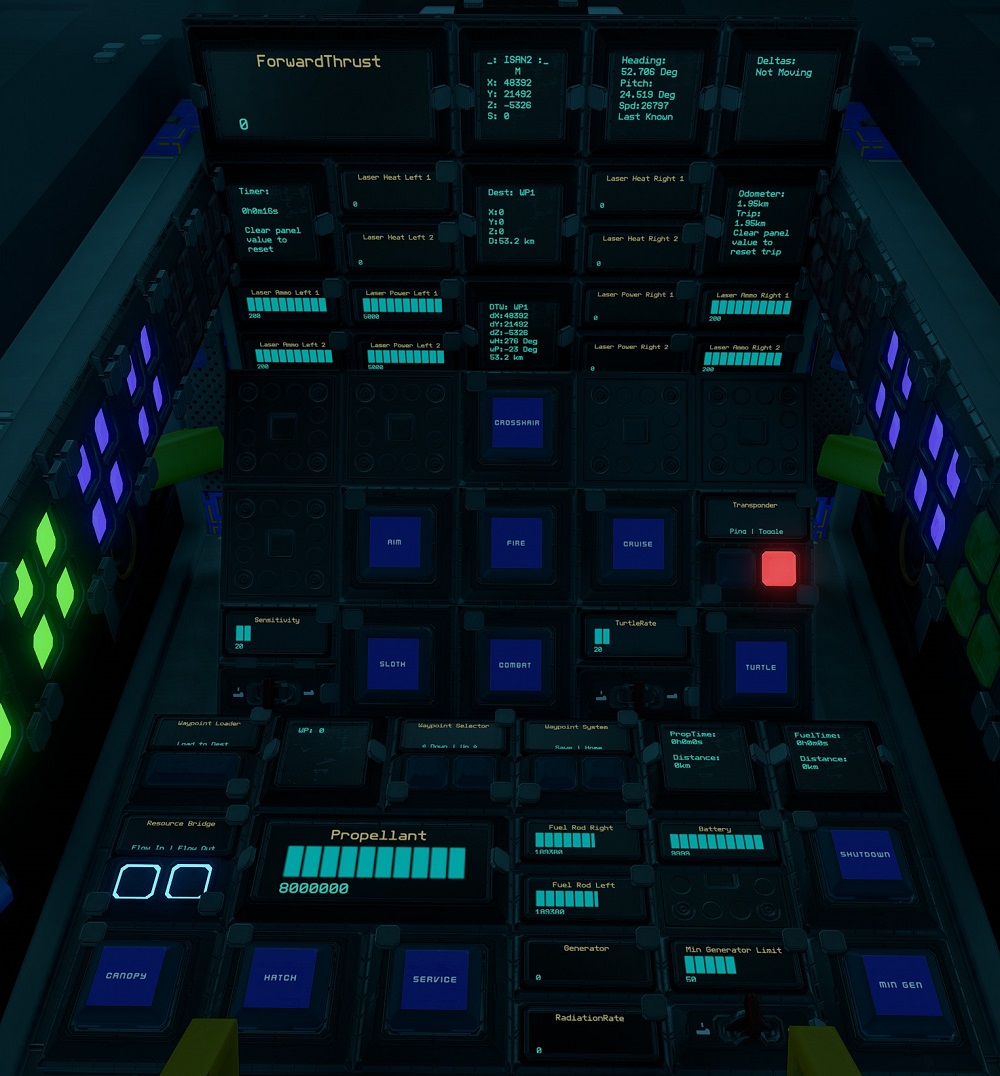 ForwardThrust
0
_: ISAN2 :_
M
X: 48392
Y: 21492
Z: -5326
S: 0
Heading:
52.706 Deg
Pitch:
24.519 Deg
Spd:26797
Last Known
Deltas:
Not Moving
Timer:
0h0m16s
Clear panel
value to
reset
Laser Heat Left 1
0
Laser Heat Left 2
0
Dest: WP1
X:0
Y:0
Z:0
D:53.2 km
Laser Heat Right 1
0
Laser Heat Right 2
0
Odometer:
1.95km
Trip:
1.95km
Clear panel
value to
reset trip
Laser Ammo Left 1
200
Laser Power Left 1
5000
Laser Ammo Left 2
200
Laser Power Left 2
5000
DTW: WP1
dX:48392
dY:21492
dZ:-5326
wH:276 Deg
wP:-23 Deg
53.2 km
Laser Power Right 1
0
Laser Ammo Right 1
200
Laser Power Right 2
0
Laser Ammo Right 2
200
CROSSHAIR
AIM
FIRE
CRUISE
Transponder
Ping | Toggle
Sensitivity
20
SLOTH
COMBAT
TurtleRate
20
TURTLE
Waypoint Loader
Load to Dest
WP: 0
Waypoint Selector
Down | Up
Waypoint System
Save | Home
PropTime:
0h0m0s
Distance:
0km
FuelTime:
0h0m0s
Distance:
0km
Resource Bridge
Flow In | Flow Out
Propellant
8000000
Fuel Rod Right
189380
Fuel Rod Left
189380
Battery
9999
SHUTDOWN
CANOPY
HATCH
SERVICE
Generator
0
RadiationRate
0
Min Generator Limit
50
MIN GEN